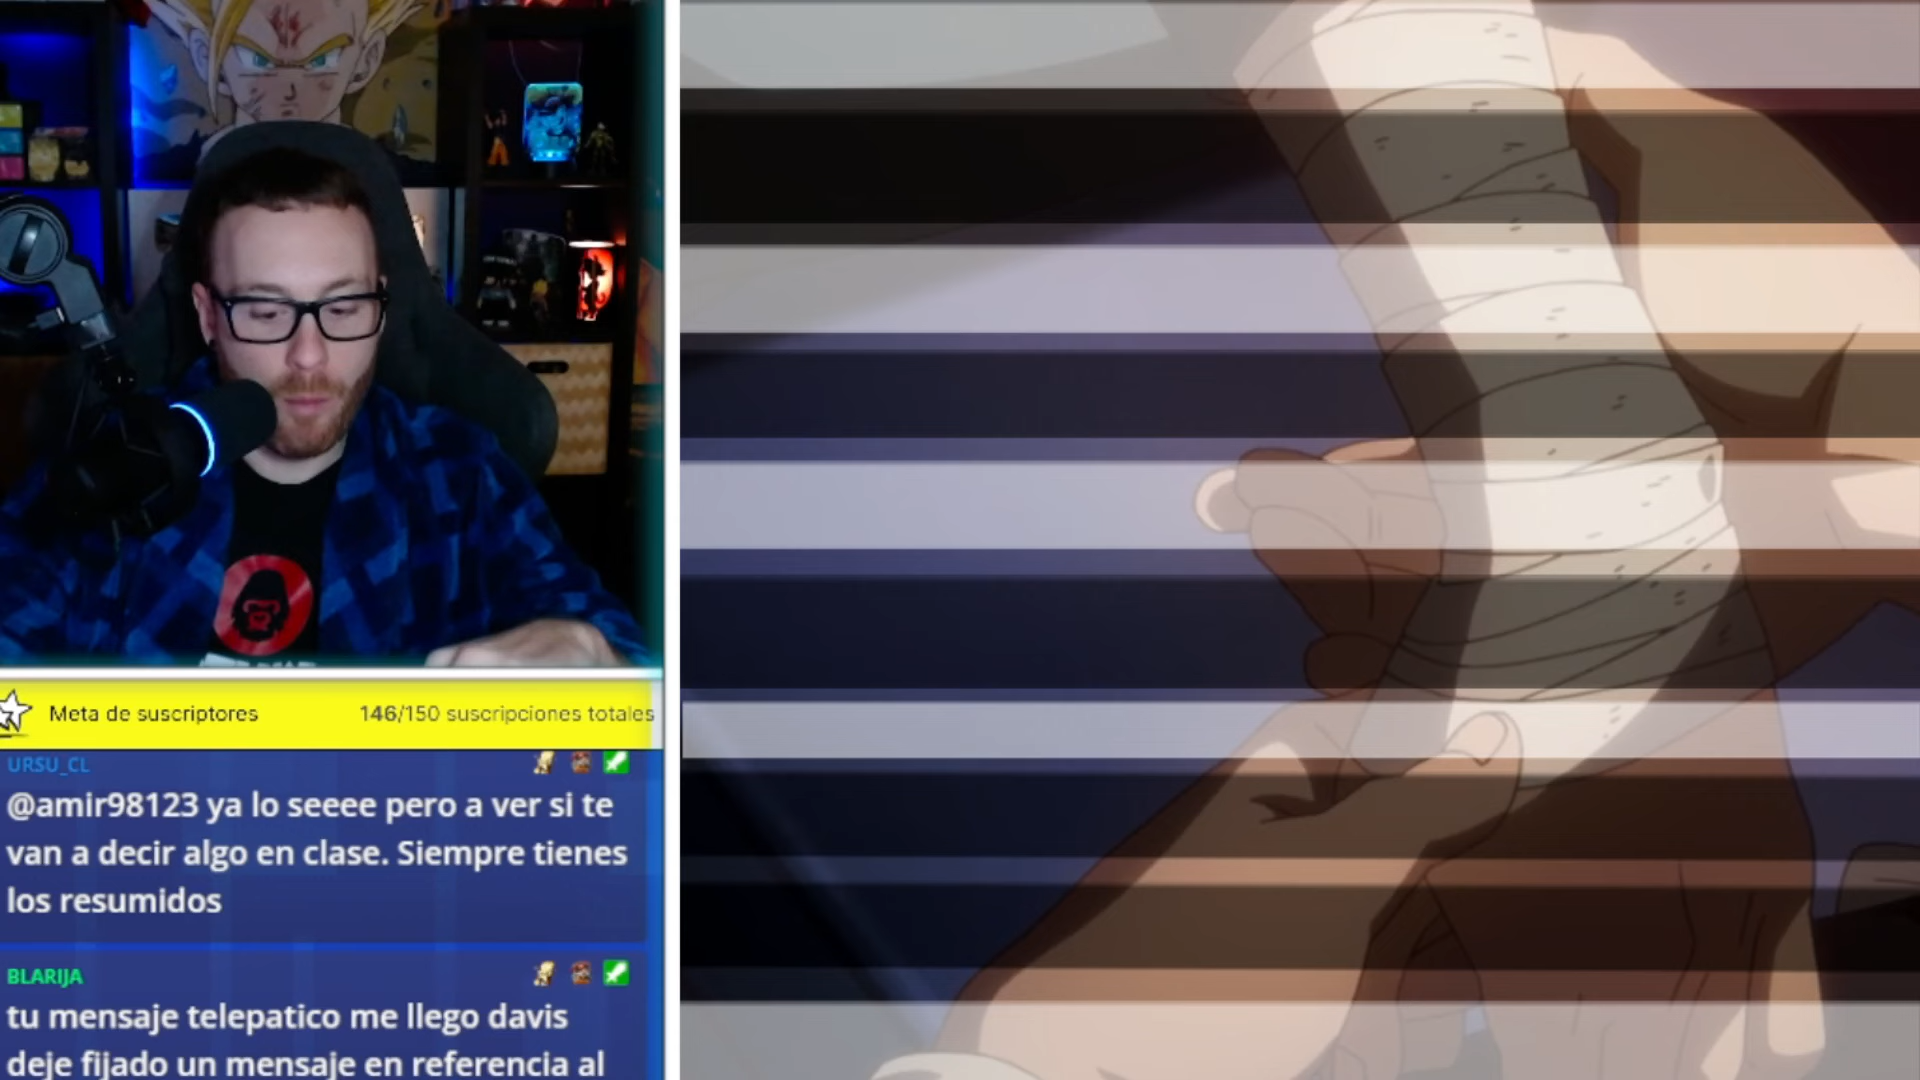 Meta de suscriptores 146/150 suscripciones totales
URSU_CL
@amir98123 ya lo seeee pero a ver si te
van a decir algo en clase. Siempre tienes
los resumidos
BLARIJA
tu mensaje telepatico me llego davis
deje fijado un mensaje en referencia al